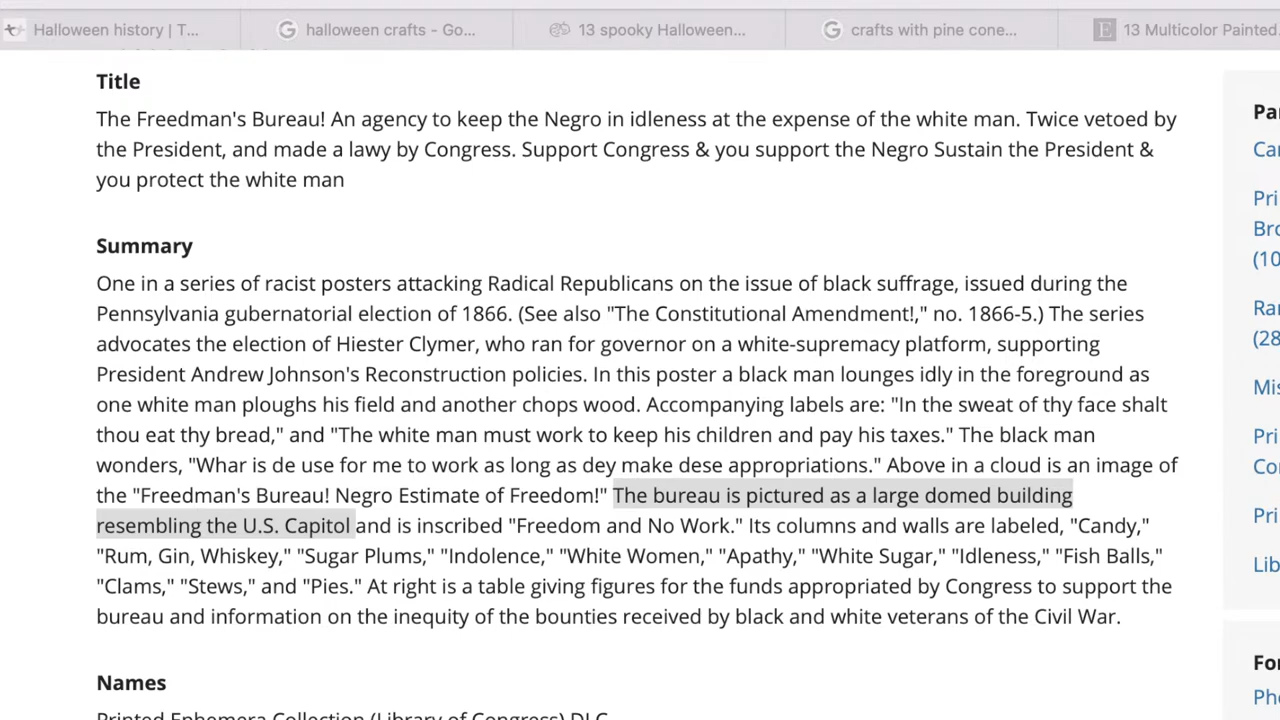 Halloween history | T...
halloween crafts - Go...
13 spooky Halloween...
crafts with pine cone...
13 Multicolor Painted
Title
The Freedman's Bureau! An agency to keep the Negro in idleness at the expense of the white man. Twice vetoed by
the President, and made a lawy by Congress. Support Congress & you support the Negro Sustain the President &
you protect the white man
Summary
One in a series of racist posters attacking Radical Republicans on the issue of black suffrage, issued during the
Pennsylvania gubernatorial election of 1866. (See also "The Constitutional Amendment!," no. 1866-5.) The series
advocates the election of Hiester Clymer, who ran for governor on a white-supremacy platform, supporting
President Andrew Johnson's Reconstruction policies. In this poster a black man lounges idly in the foreground as
one white man ploughs his field and another chops wood. Accompanying labels are: "In the sweat of thy face shalt
thou eat thy bread," and "The white man must work to keep his children and pay his taxes." The black man
wonders, "Whar is de use for me to work as long as dey make dese appropriations." Above in a cloud is an image of
the "Freedman's Bureau! Negro Estimate of Freedom!" The bureau is pictured as a large domed building
resembling the U.S. Capitol and is inscribed "Freedom and No Work." Its columns and walls are labeled, "Candy,"
"Rum, Gin, Whiskey," "Sugar Plums," "Indolence," "White Women," "Apathy," "White Sugar," "Idleness," "Fish Balls,"
"Clams," "Stews," and "Pies." At right is a table giving figures for the funds appropriated by Congress to support the
bureau and information on the inequity of the bounties received by black and white veterans of the Civil War.
Names
Printed Ephemera Collection (Library of Congress) DLC
(10
(28